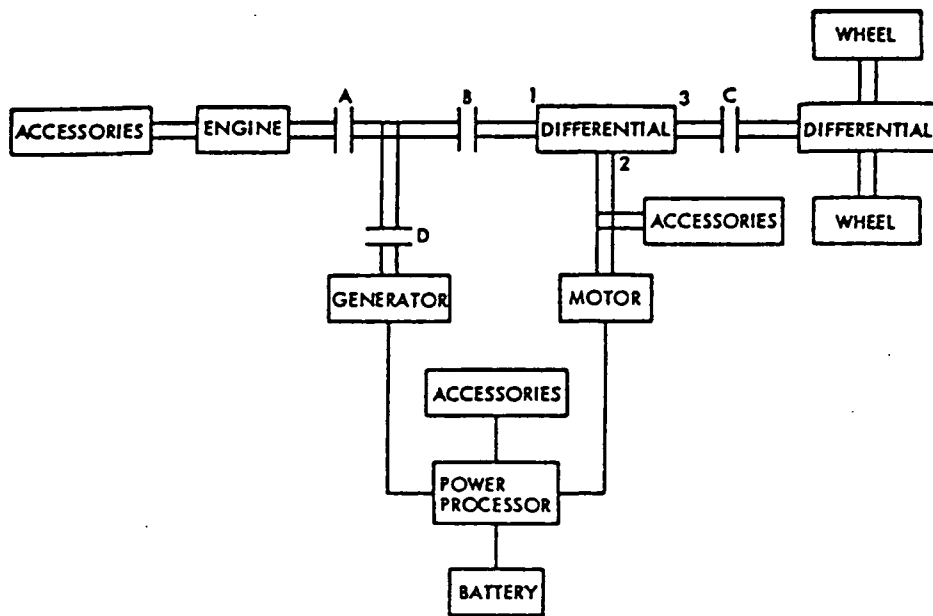 WHEEL
A
B
1
3
C
ACCESSORIES
ENGINE
DIFFERENTIAL
DIFFERENTIAL
2
ACCESSORIES
WHEEL
D
GENERATOR
MOTOR
ACCESSORIES
POWER
PROCESSOR
BATTERY